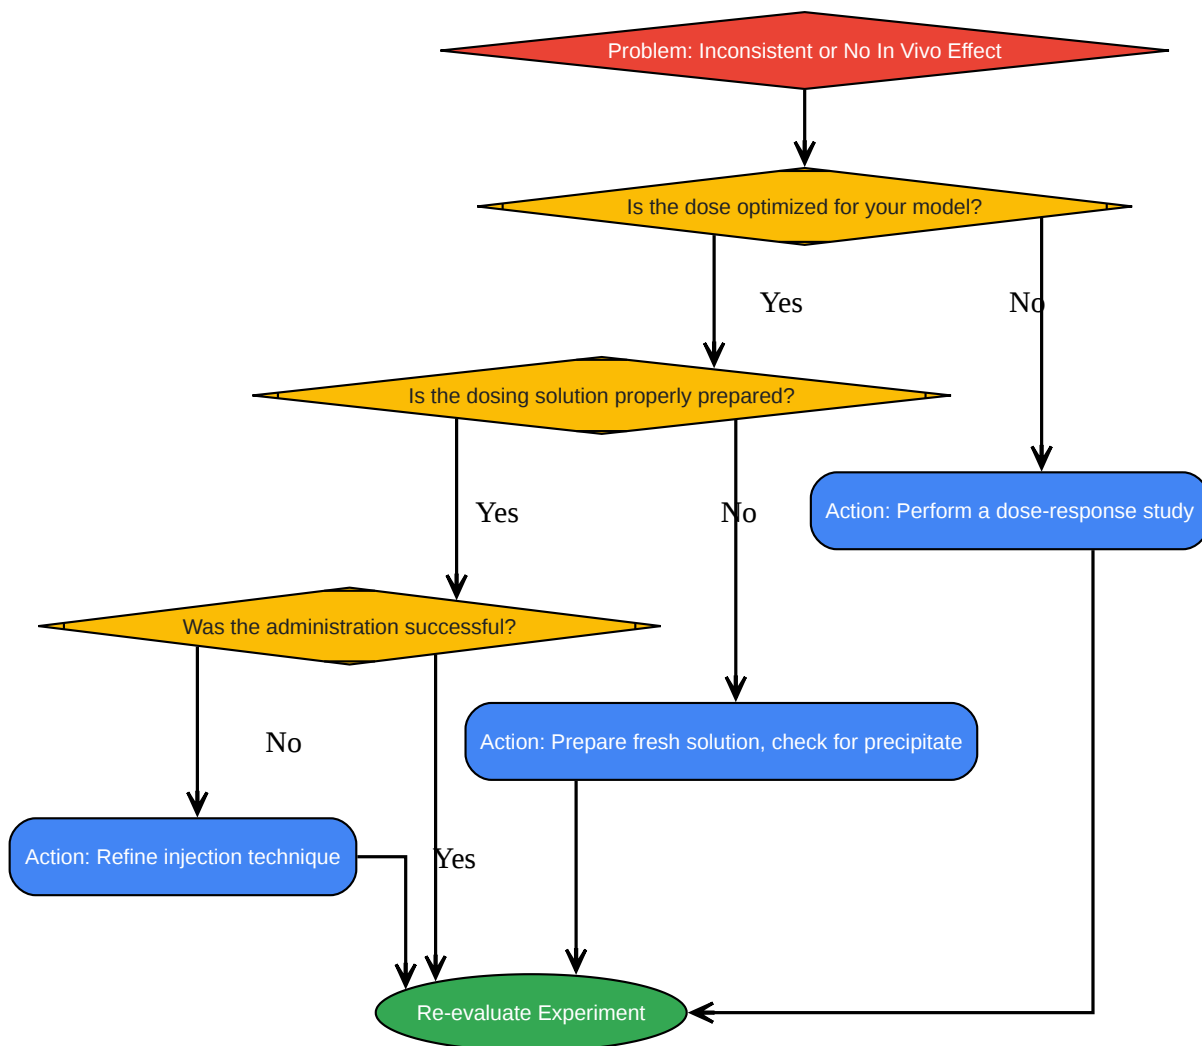 Problem: Inconsistent or No In Vivo Effect
Is the dose optimized for your model?
Yes
No
Is the dosing solution properly prepared?
Yes
No
Action: Perform a dose-response study
Was the administration successful?
No
Action: Prepare fresh solution, check for precipitate
Action: Refine injection technique
Yes
Re-evaluate Experiment